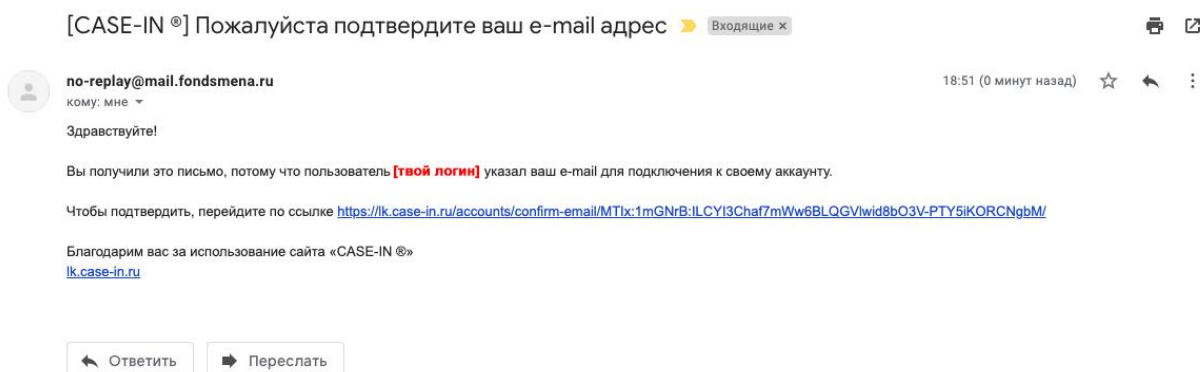 [CASE-IN ®] Пожалуйста подтвердите ваш e-mail адрес
Входящие ×
no-replay@mail.fondsmena.ru
18:51 (0 минут назад)
кому: мне
Здравствуйте!
Вы получили это письмо, потому что пользователь [твой логин] указал ваш e-mail для подключения к своему аккаунту.
Чтобы подтвердить, перейдите по ссылке https://lk.case-in.ru/accounts/confirm-email/MTIx:1mGNrB:ILCYI3Chaf7mWw6BLQGVlwid8bO3V-PTY5iKORCNgbM/
Благодарим вас за использование сайта «CASE-IN ®»
lk.case-in.ru
Ответить
Переслать